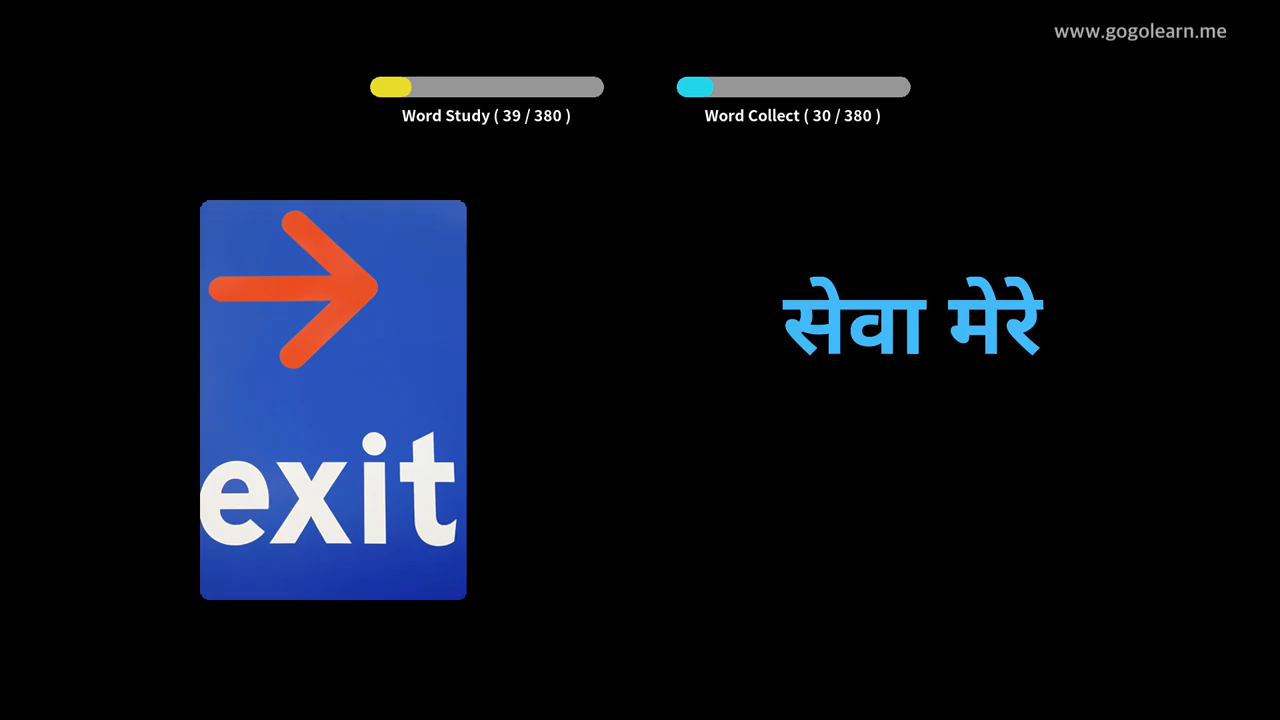 www.gogolearn.me
Word Study ( 39 / 380 )
Word Collect ( 30 / 380 )
exit
सेवा मेरे